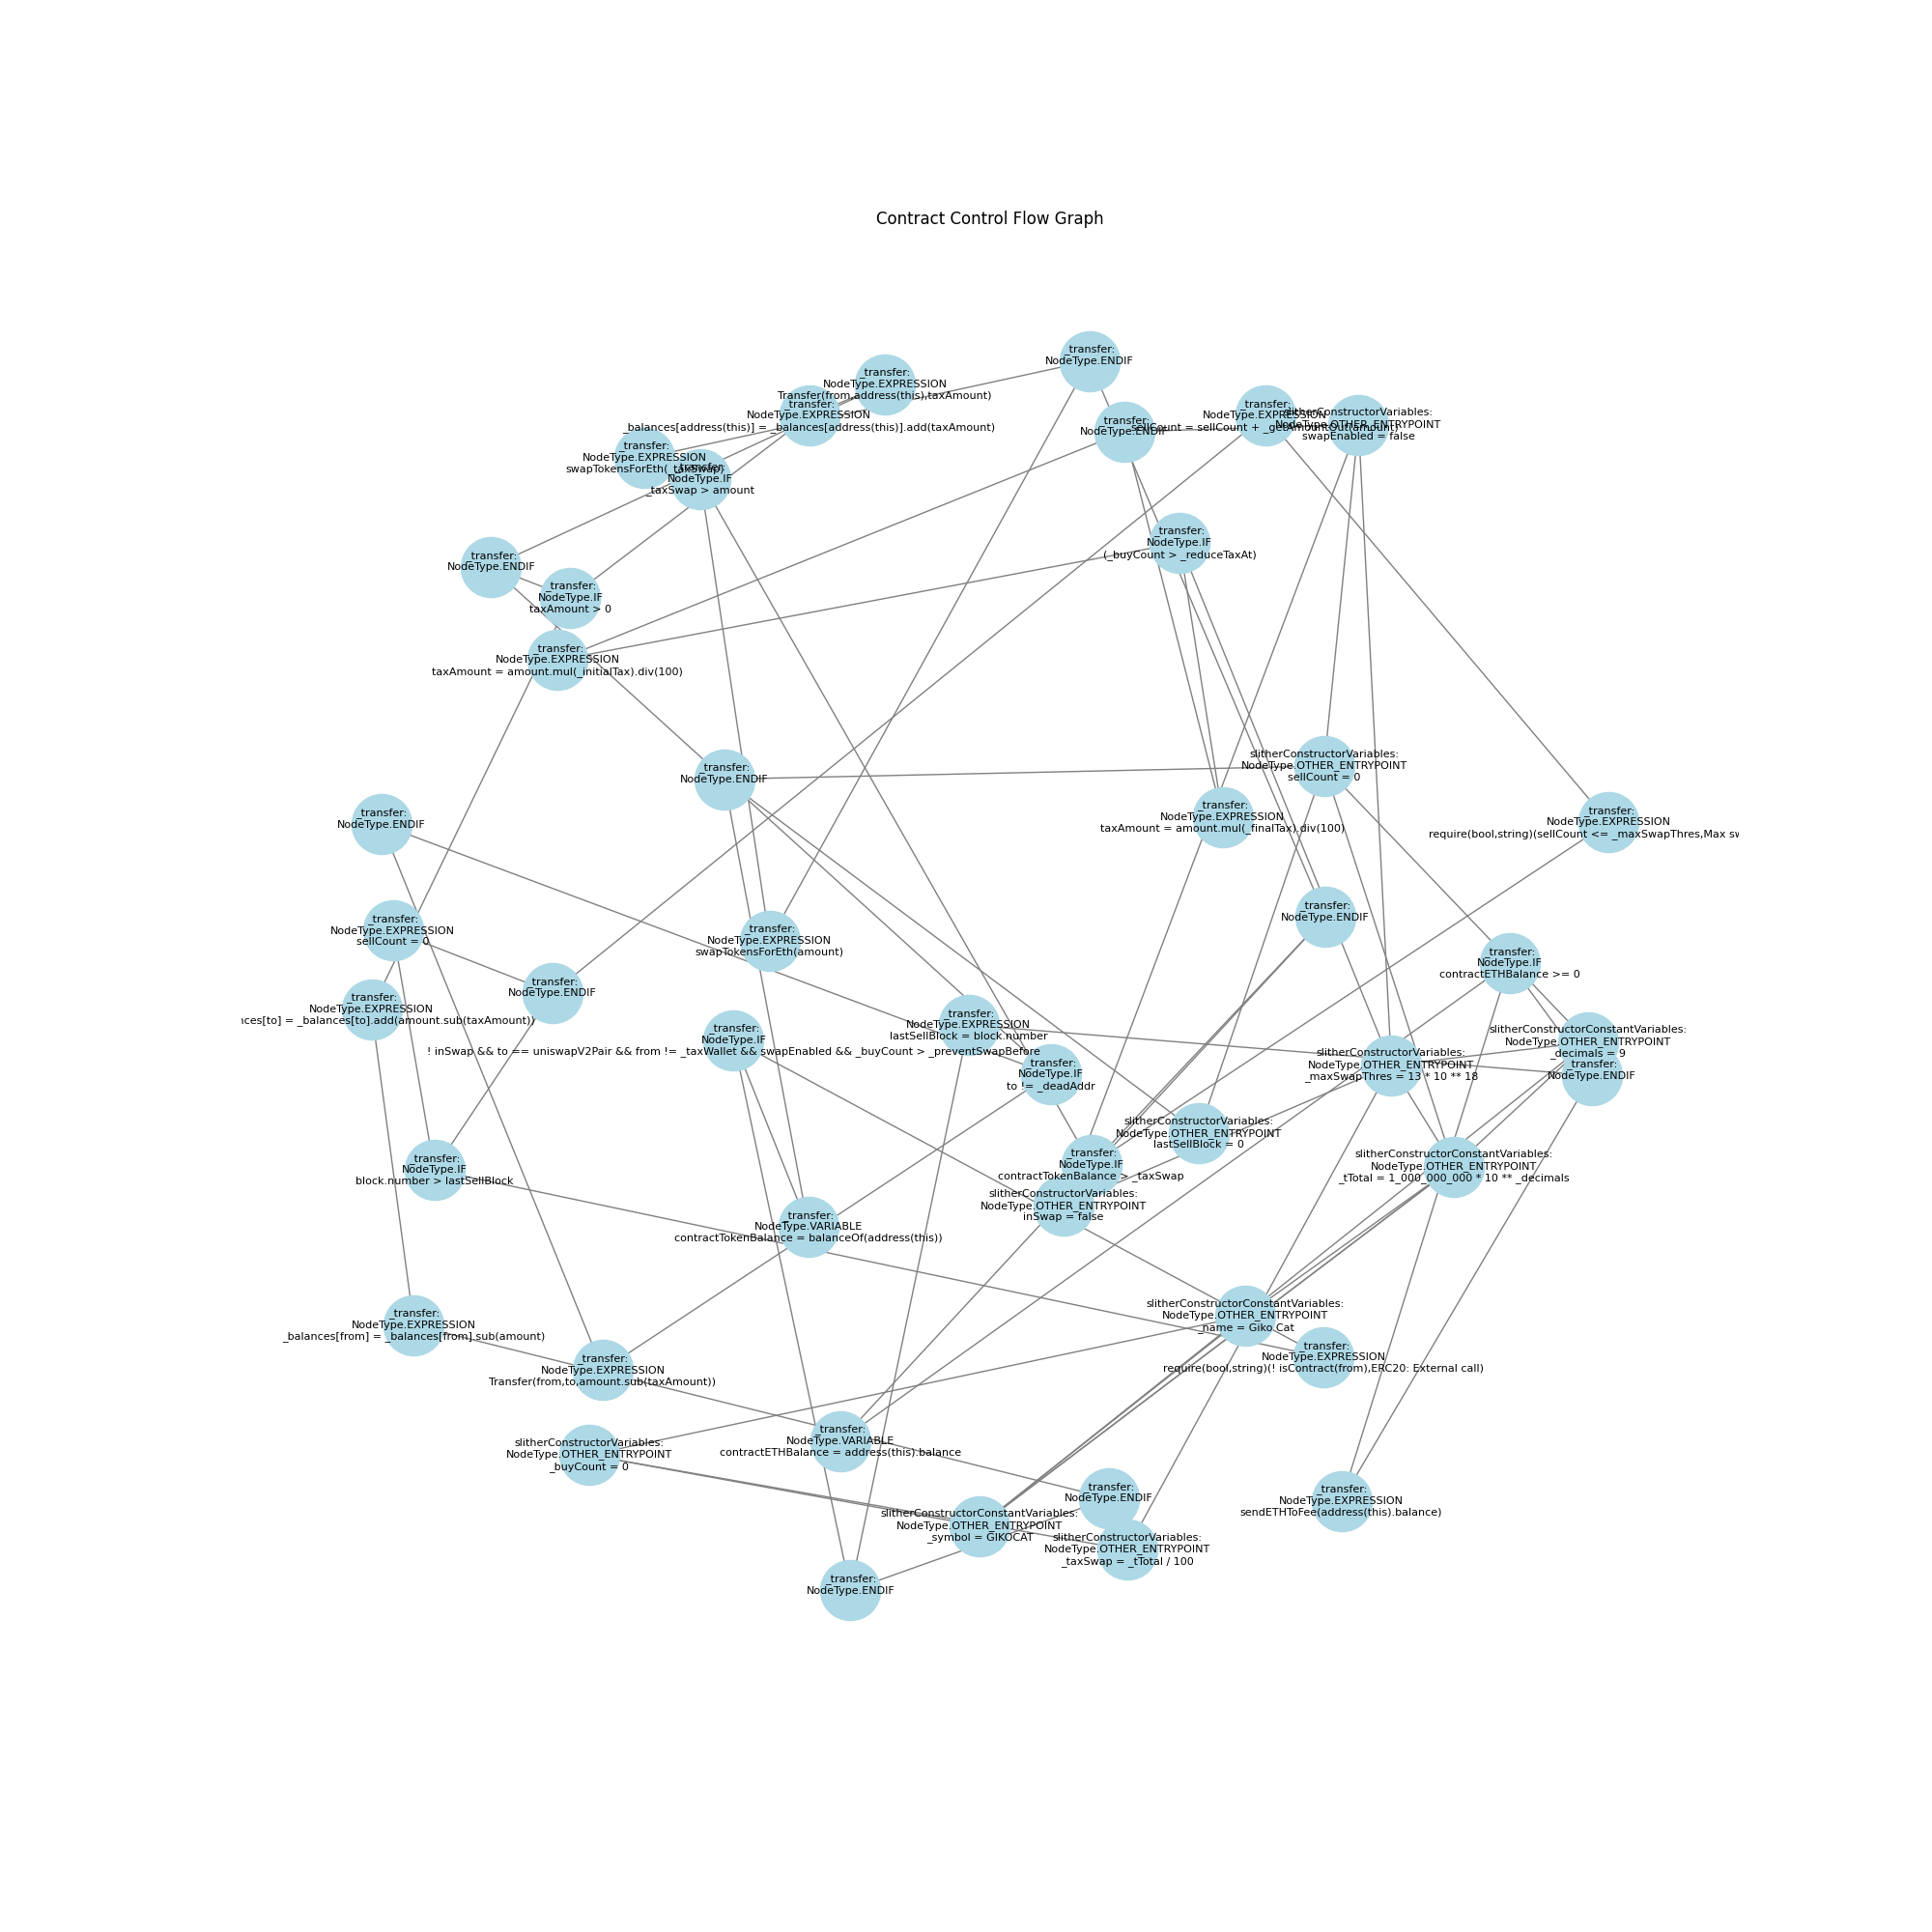 Contract Control Flow Graph
_transfer:
NodeType.ENDIF
_transfer:
NodeType.EXPRESSION
Transfer(from,address(this),taxAmount)
_transfer:
NodeType.EXPRESSION
_balances[address(this)] = _balances[address(this)].add(taxAmount)
_transfer:
NodeType.ENDIF
_transfer:
NodeType.EXPRESSION
sellCount = sellCount + _getAmountOut(amount)
slitherConstructorVariables:
NodeType.OTHER_ENTRYPOINT
swapEnabled = false
_transfer:
NodeType.EXPRESSION
swapTokensForEth(_taxSwap)
_transfer:
NodeType.IF
_taxSwap > amount
_transfer:
NodeType.IF
(_buyCount > _reduceTaxAt)
_transfer:
NodeType.ENDIF
_transfer:
NodeType.IF
taxAmount > 0
_transfer:
NodeType.EXPRESSION
taxAmount = amount.mul(_initialTax).div(100)
_transfer:
NodeType.ENDIF
slitherConstructorVariables:
NodeType.OTHER_ENTRYPOINT
sellCount = 0
_transfer:
NodeType.ENDIF
_transfer:
NodeType.EXPRESSION
taxAmount = amount.mul(_finalTax).div(100)
_transfer:
NodeType.EXPRESSION
require(bool,string)(sellCount <= _maxSwapThres,Max sw
_transfer:
NodeType.EXPRESSION
sellCount = 0
_transfer:
NodeType.EXPRESSION
swapTokensForEth(amount)
_transfer:
NodeType.ENDIF
_transfer:
NodeType.IF
contractETHBalance >= 0
_transfer:
NodeType.ENDIF
_transfer:
NodeType.EXPRESSION
nces[to] = _balances[to].add(amount.sub(taxAmount))
_transfer:
NodeType.EXPRESSION
lastSellBlock = block.number
_transfer:
NodeType.IF
! inSwap && to == uniswapV2Pair && from != _taxWallet && swapEnabled && _buyCount > _preventSwapBefore
slitherConstructorConstantVariables:
NodeType.OTHER_ENTRYPOINT
_decimals = 9
_transfer:
NodeType.ENDIF
slitherConstructorVariables:
NodeType.OTHER_ENTRYPOINT
_maxSwapThres = 13 * 10 ** 18
_transfer:
NodeType.IF
to != _deadAddr
slitherConstructorVariables:
NodeType.OTHER_ENTRYPOINT
lastSellBlock = 0
_transfer:
NodeType.IF
contractTokenBalance > _taxSwap
slitherConstructorConstantVariables:
NodeType.OTHER_ENTRYPOINT
_tTotal = 1_000_000_000 * 10 ** _decimals
_transfer:
NodeType.IF
block.number > lastSellBlock
slitherConstructorVariables:
NodeType.OTHER_ENTRYPOINT
inSwap = false
_transfer:
NodeType.VARIABLE
contractTokenBalance = balanceOf(address(this))
slitherConstructorConstantVariables:
NodeType.OTHER_ENTRYPOINT
_name = Giko Cat
_transfer:
NodeType.EXPRESSION
_balances[from] = _balances[from].sub(amount)
_transfer:
NodeType.EXPRESSION
require(bool,string)(! isContract(from),ERC20: External call)
_transfer:
NodeType.EXPRESSION
Transfer(from,to,amount.sub(taxAmount))
_transfer:
NodeType.VARIABLE
contractETHBalance = address(this).balance
slitherConstructorVariables:
NodeType.OTHER_ENTRYPOINT
_buyCount = 0
_transfer:
NodeType.ENDIF
_transfer:
NodeType.EXPRESSION
sendETHToFee(address(this).balance)
slitherConstructorConstantVariables:
NodeType.OTHER_ENTRYPOINT
_symbol = GIKOCAT
slitherConstructorVariables:
NodeType.OTHER_ENTRYPOINT
_taxSwap = _tTotal / 100
_transfer:
NodeType.ENDIF